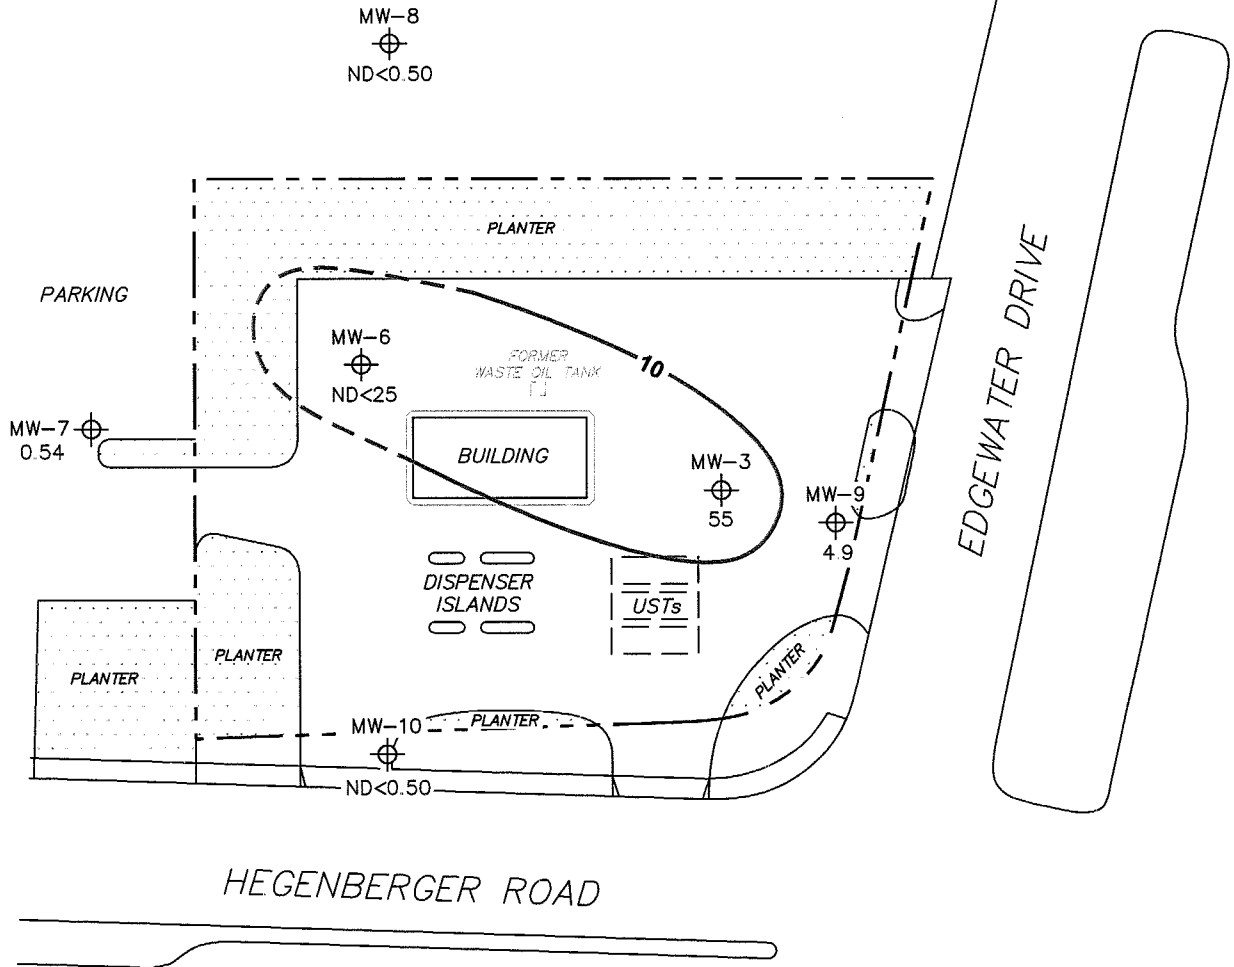 MW-8
ND<0.50
PLANTER
PARKING
EDGEWATER DRIVE
MW-6
ND<25
FORMER
WASTE OIL TANK
10
MW-7
0.54
BUILDING
MW-3
55
MW-9
4.9
DISPENSER
ISLANDS
USTs
PLANTER
PLANTER
PLANTER
MW-10
PLANTER
ND<0.50
HEGENBERGER ROAD